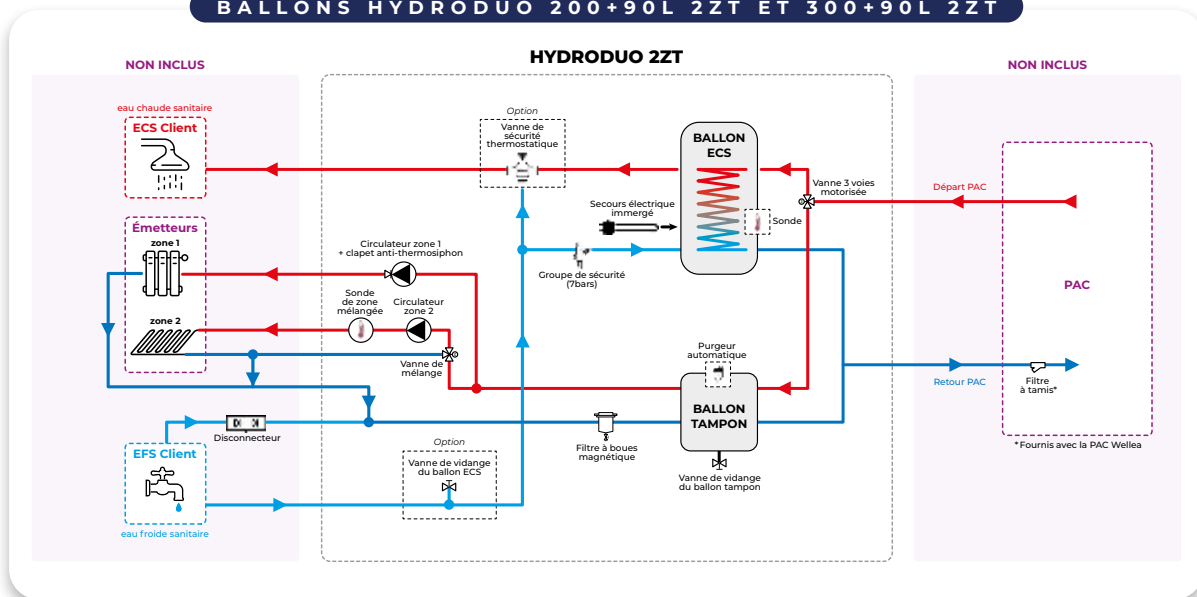 BALLONS HYDRODUO 200+90L 2ZT ET 300+90L 2ZT
HYDRODUO 2ZT
NON INCLUS
NON INCLUS
eau chaude sanitaire
ECS Client
Option
Vanne de
sécurité
thermostatique
BALLON
ECS
Vanne 3 voies
motorisée
Départ PAC
Secours électrique
immergé
Sonde
Groupe de sécurité
(7bars)
Émetteurs
zone 1
Circulateur zone 1
+ clapet anti-thermosiphon
PAC
zone 2
Sonde
de zone
mélangée
Circulateur
zone 2
Vanne de
mélange
Purgeur
automatique
Retour PAC
Filtre
à tamis*
BALLON
TAMPON
Disconnecteur
Filtre à boues
magnétique
Vanne de vidange
du ballon tampon
*Fournis avec la PAC Wellea
EFS Client
Option
Vanne de vidange
du ballon ECS
eau froide sanitaire